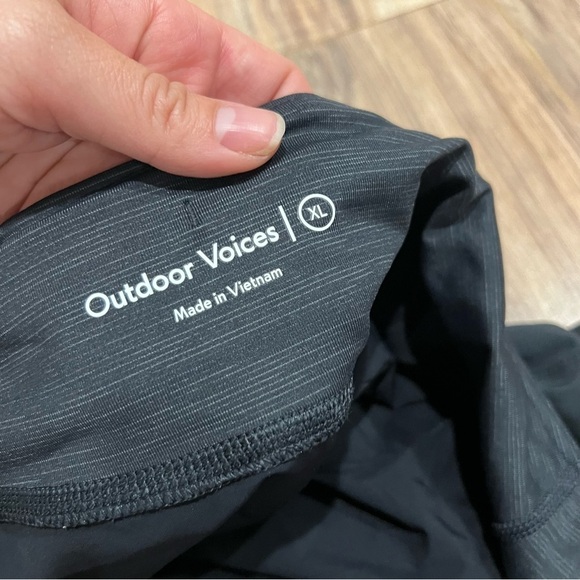 Outdoor Voices | XL
Made in Vietnam